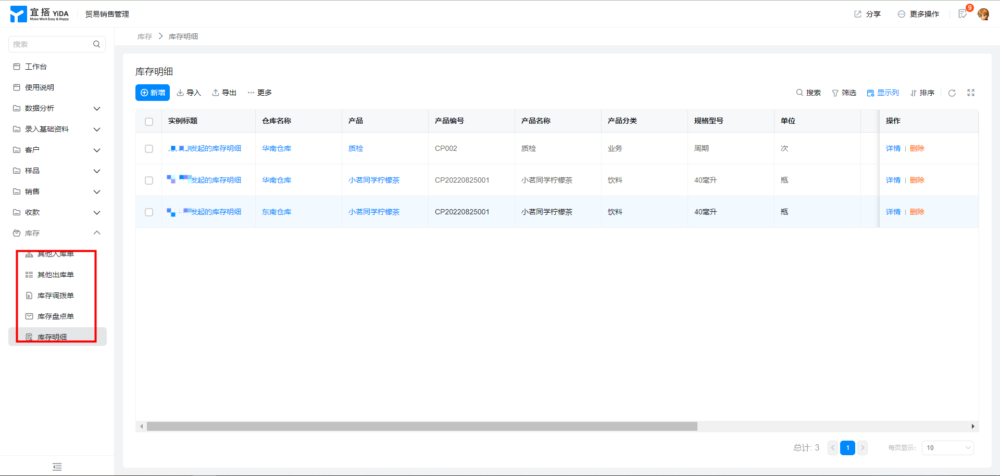 宜搭 YiDA
Make Work Easy & Happy
贸易销售管理
分享
更多操作
9
搜索
工作台
使用说明
数据分析
录入基础资料
客户
样品
销售
收款
库存
其他入库单
其他出库单
库存调拨单
库存盘点单
库存明细
库存 > 库存明细
库存明细
新增 导入 导出 ··· 更多
搜索 筛选 显示列 排序
实例标题 仓库名称 产品 产品编号 产品名称 产品分类 规格型号 单位 操作
发起的库存明细 华南仓库 质检 CP002 质检 业务 周期 次 详情 | 删除
发起的库存明细 华南仓库 小茗同学柠檬茶 CP20220825001 小茗同学柠檬茶 饮料 40毫升 瓶 详情 | 删除
发起的库存明细 东南仓库 小茗同学柠檬茶 CP20220825001 小茗同学柠檬茶 饮料 40毫升 瓶 详情 | 删除
总计: 3 < 1 > 每页显示: 10